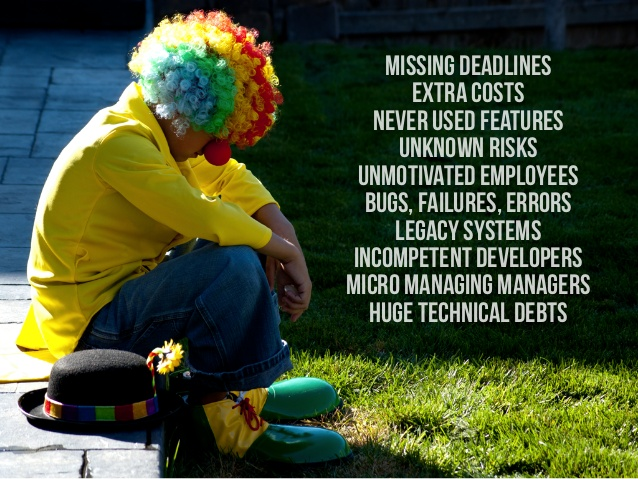 MISSING DEADLINES
EXTRA COSTS
NEVER USED FEATURES
UNKNOWN RISKS
UNMOTIVATED EMPLOYEES
BUGS, FAILURES, ERRORS
LEGACY SYSTEMS
INCOMPETENT DEVELOPERS
MICRO MANAGING MANAGERS
HUGE TECHNICAL DEBTS